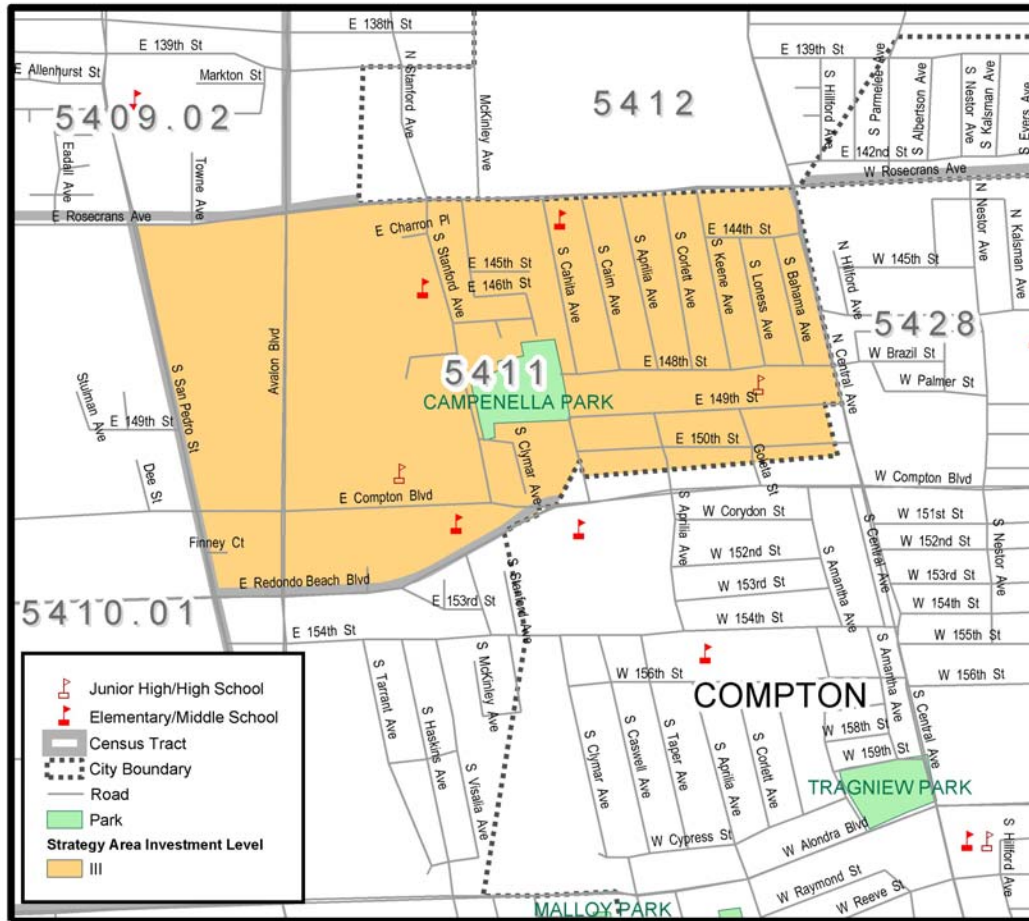 E 138th St
E 139th St
E 139th St
E Allenhurst St
Markton St
N Stanford Ave
McKinley Ave
5412
S Hillford Ave
S Parmelee Ave
S Albertson Ave
S Nestor Ave
S Kalsman Ave
S Evers Ave
5409.02
Eadall Ave
Towne Ave
E 142nd St
W Rosecrans Ave
E Rosecrans Ave
E Charron Pl
S Stanford Ave
E 145th St
E 146th St
S Cahita Ave
S Cairn Ave
S Aprilia Ave
S Corlett Ave
S Keene Ave
E 144th St
S Loness Ave
S Bahama Ave
N Hillford Ave
N Nestor Ave
N Kalsman Ave
W 145th St
5428
Avalon Blvd
S San Pedro St
5411
CAMPENELLA PARK
E 148th St
N Central Ave
W Brazil St
W Palmer St
Stulman Ave
E 149th St
E 149th St
E 150th St
S Clymar Ave
Goleta St
Dee St
E Compton Blvd
W Compton Blvd
Finney Ct
S Aprilia Ave
W Corydon St
W 151st St
W 152nd St
W 152nd St
S Nestor Ave
S Amantha Ave
S Central Ave
E Redondo Beach Blvd
E 153rd St
S Stanford Ave
W 153rd St
W 153rd St
5410.01
E 154th St
W 154th St
W 154th St
W 155th St
S Tarrant Ave
S Haskins Ave
S McKinley Ave
S Visalia Ave
W 156th St
W 156th St
COMPTON
S Amantha Ave
S Central Ave
S Clymar Ave
S Caswell Ave
S Taper Ave
S Aprilia Ave
S Corlett Ave
W 158th St
W 159th St
TRAGNIEW PARK
W Cypress St
W Alondra Blvd
S Hillford Ave
W Raymond St
W Reeve St
MALLOY PARK
Junior High/High School
Elementary/Middle School
Census Tract
City Boundary
Road
Park
Strategy Area Investment Level
III